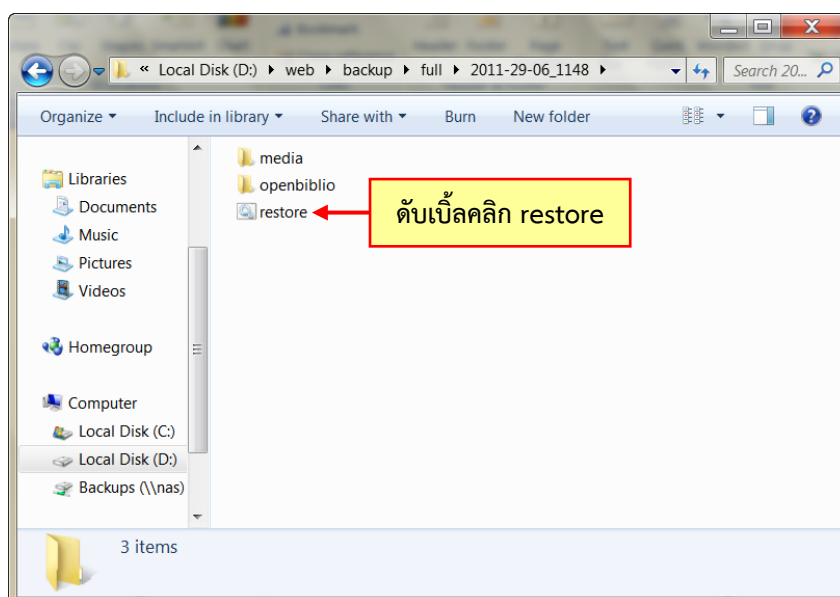 « Local Disk (D:) ▸ web ▸ backup ▸ full ▸ 2011-29-06_1148 ▸
Search 20...
Organize
Include in library
Share with
Burn
New folder
Libraries
Documents
Music
Pictures
Videos
Homegroup
Computer
Local Disk (C:)
Local Disk (D:)
Backups (\\nas)
media
openbiblio
restore
ดับเบิ้ลคลิก restore
3 items